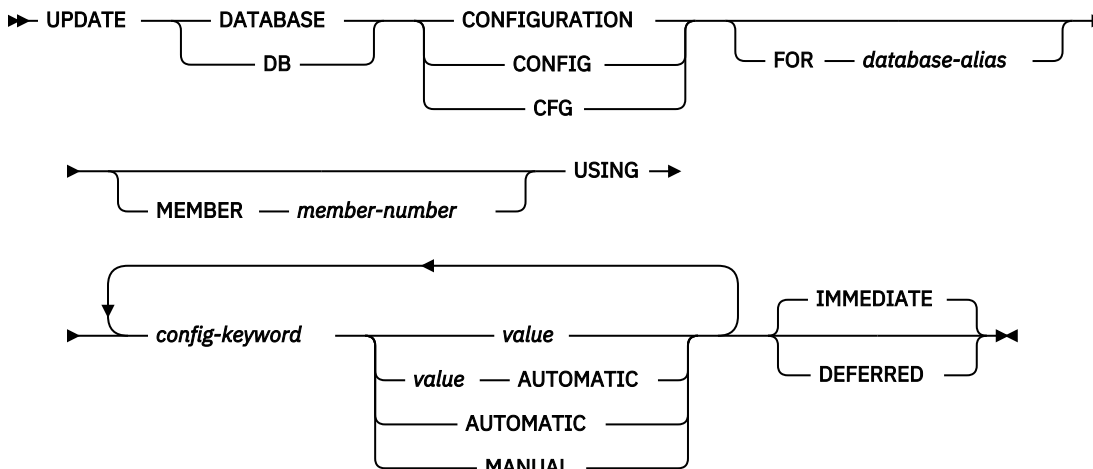 UPDATE DATABASE CONFIGURATION
DB CONFIG FOR database-alias
CFG
USING
MEMBER member-number
IMMEDIATE
config-keyword value
value AUTOMATIC DEFERRED
AUTOMATIC
MANUAL